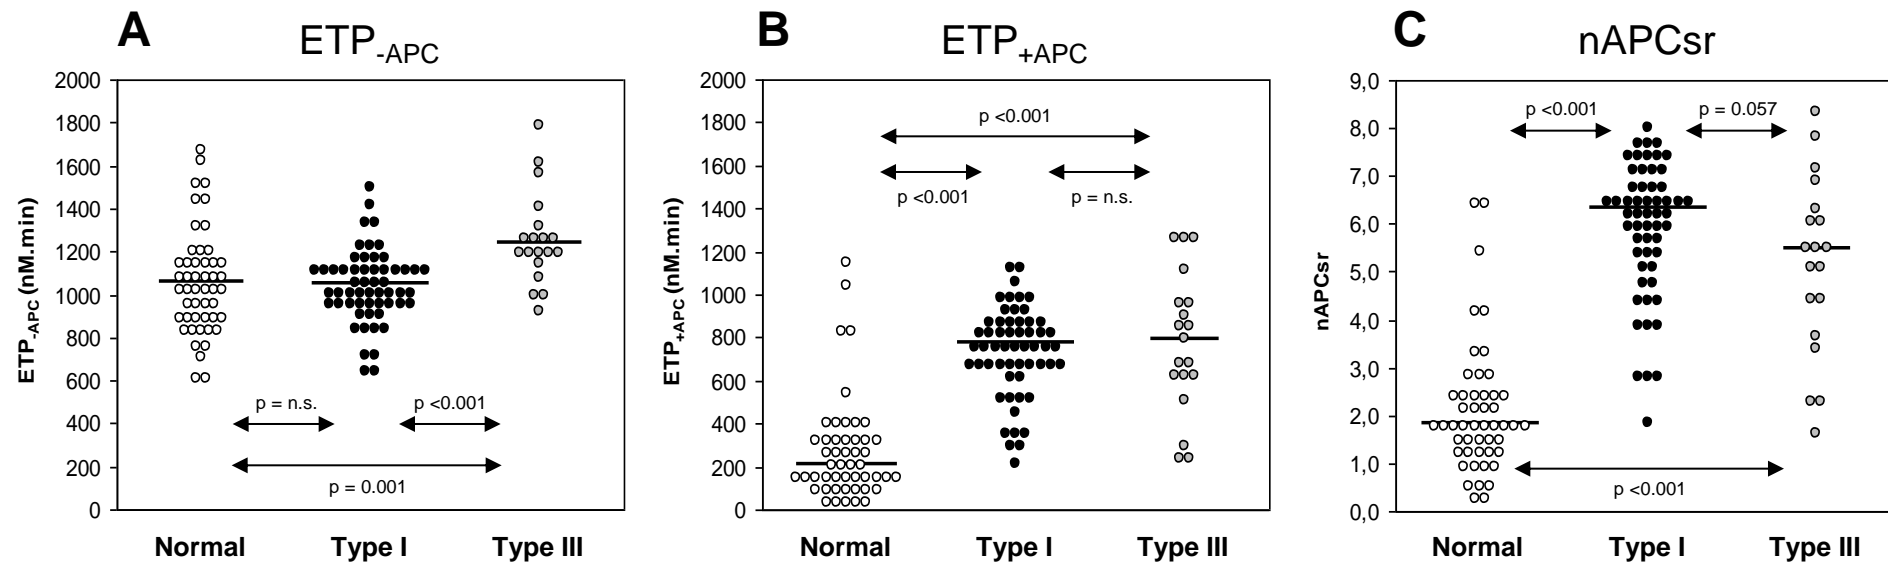 A
ETP-APC
ETP-APC (nM.min)
2000
1800
1600
1400
1200
1000
800
600
400
200
0
p = n.s.
p <0.001
p = 0.001
Normal
Type I
Type III
B
ETP+APC
ETP+APC (nM.min)
2000
1800
1600
1400
1200
1000
800
600
400
200
0
p <0.001
p <0.001
p = n.s.
Normal
Type I
Type III
C
nAPCsr
nAPCsr
9,0
8,0
7,0
6,0
5,0
4,0
3,0
2,0
1,0
0,0
p <0.001
p = 0.057
p <0.001
Normal
Type I
Type III